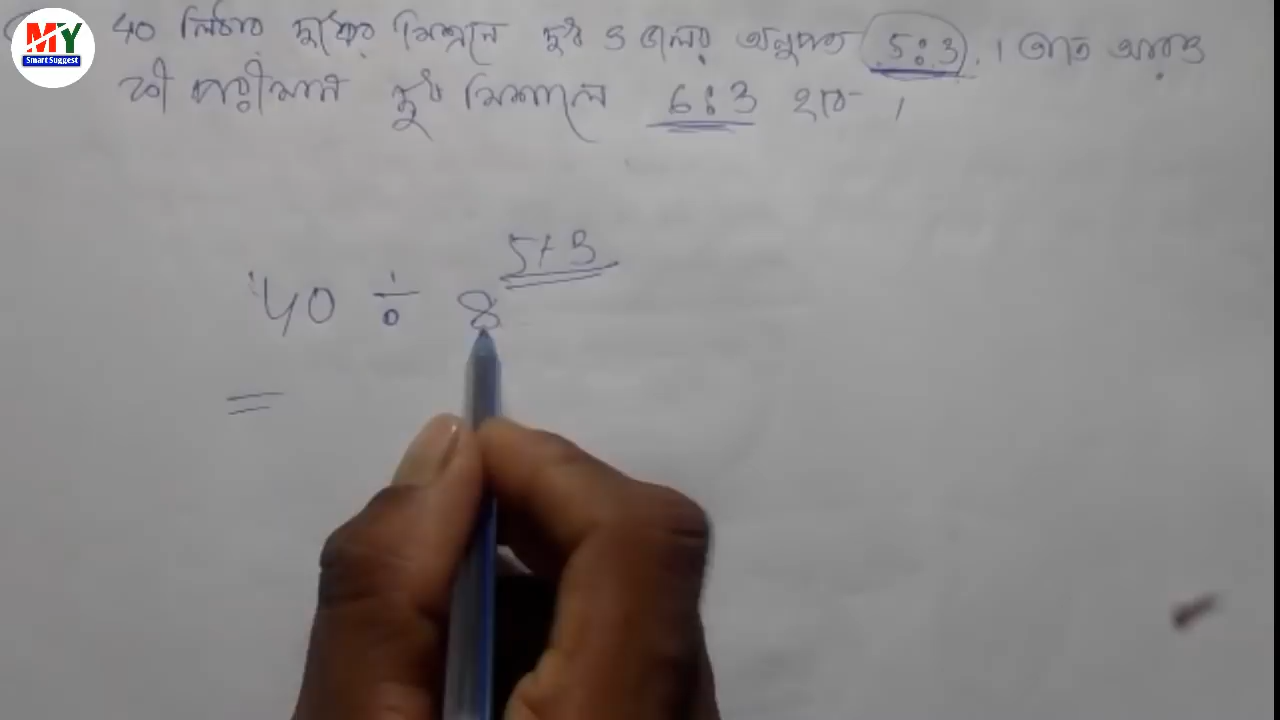 MY
Smart Suggest
40 লিটার দুধের মিশ্রনে দুধ ও জলের অনুপাত 5:3 । তাতে আরও
কী পরীমান দুধ মিশালে 6:3 হবে ।
5+3
40 ÷ 8
=